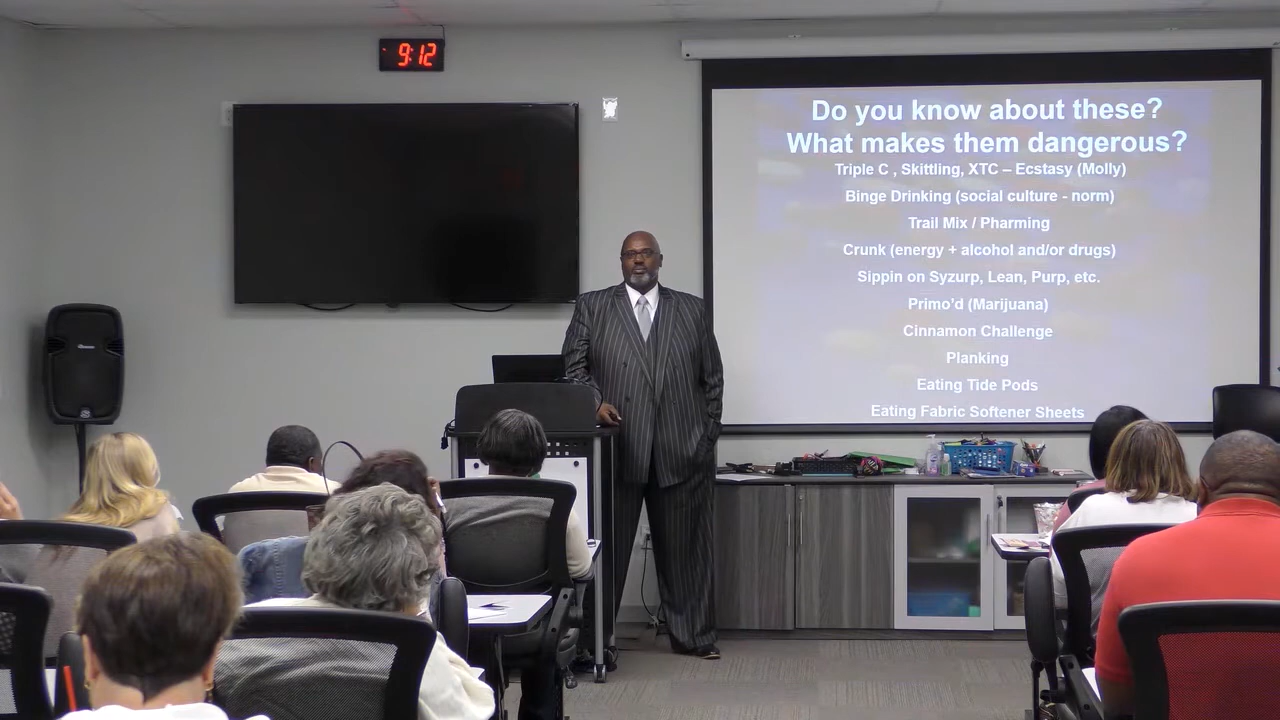 9:12
Do you know about these?
What makes them dangerous?
Triple C , Skittling, XTC – Ecstasy (Molly)
Binge Drinking (social culture - norm)
Trail Mix / Pharming
Crunk (energy + alcohol and/or drugs)
Sippin on Syzurp, Lean, Purp, etc.
Primo’d (Marijuana)
Cinnamon Challenge
Planking
Eating Tide Pods
Eating Fabric Softener Sheets